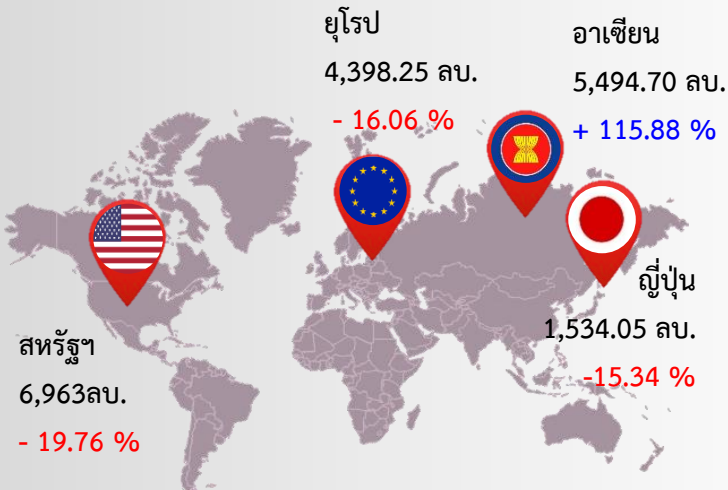 ยุโรป
4,398.25 ลบ.
- 16.06 %
อาเซียน
5,494.70 ลบ.
+ 115.88 %
ญี่ปุ่น
1,534.05 ลบ.
-15.34 %
สหรัฐฯ
6,963ลบ.
- 19.76 %